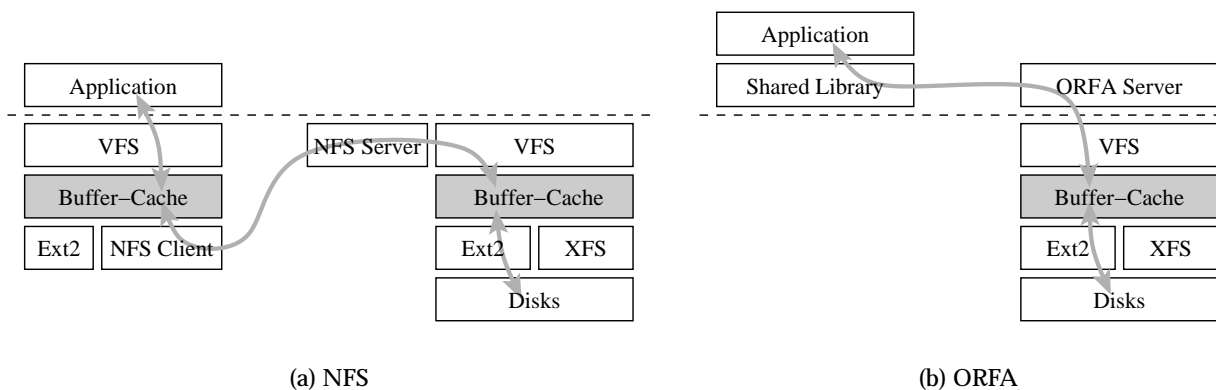 Application
VFS
Buffer–Cache
Ext2 NFS Client
NFS Server VFS
Buffer–Cache
Ext2 XFS
Disks
(a) NFS
Application
Shared Library
ORFA Server
VFS
Buffer–Cache
Ext2 XFS
Disks
(b) ORFA